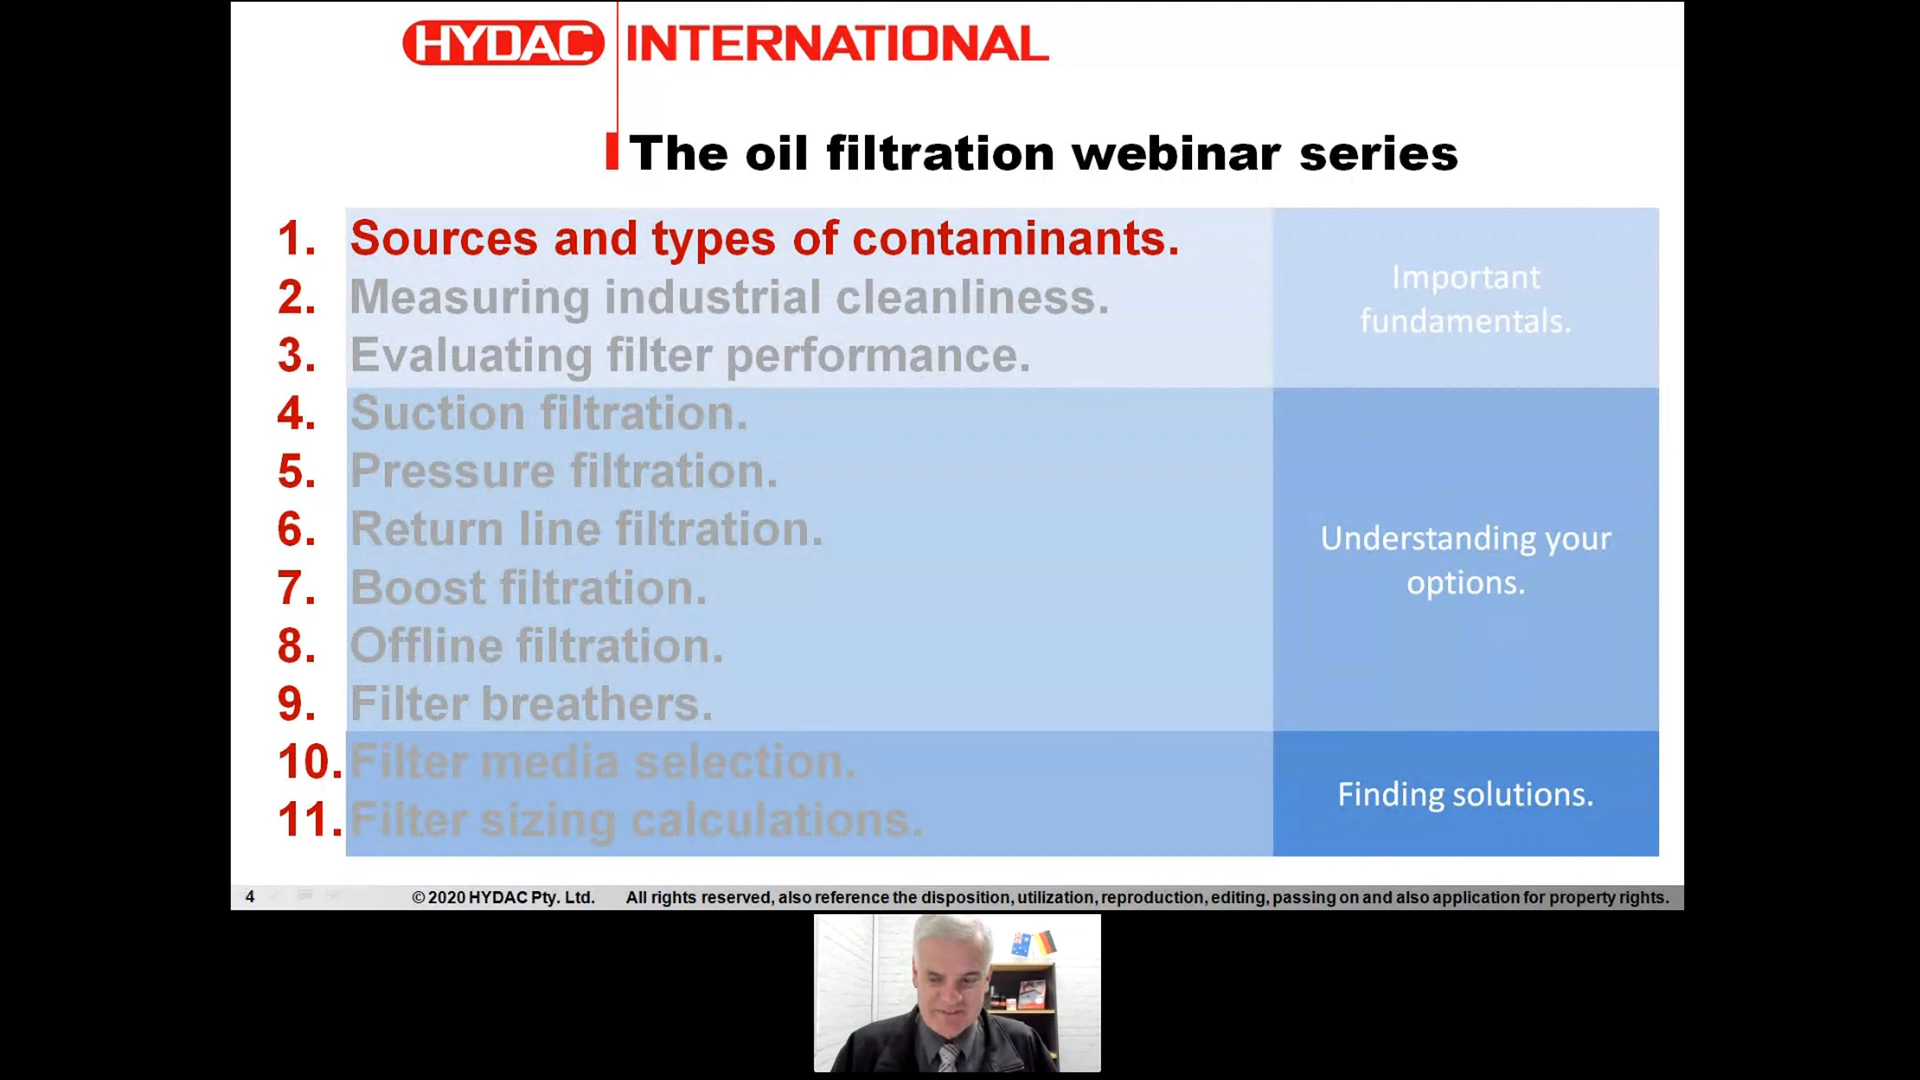 HYDAC INTERNATIONAL
The oil filtration webinar series
1. Sources and types of contaminants.
2. Measuring industrial cleanliness.
3. Evaluating filter performance.
Important
fundamentals.
4. Suction filtration.
5. Pressure filtration.
6. Return line filtration.
7. Boost filtration.
8. Offline filtration.
9. Filter breathers.
Understanding your
options.
10. Filter media selection.
11. Filter sizing calculations.
Finding solutions.
4 © 2020 HYDAC Pty. Ltd. All rights reserved, also reference the disposition, utilization, reproduction, editing, passing on and also application for property rights.